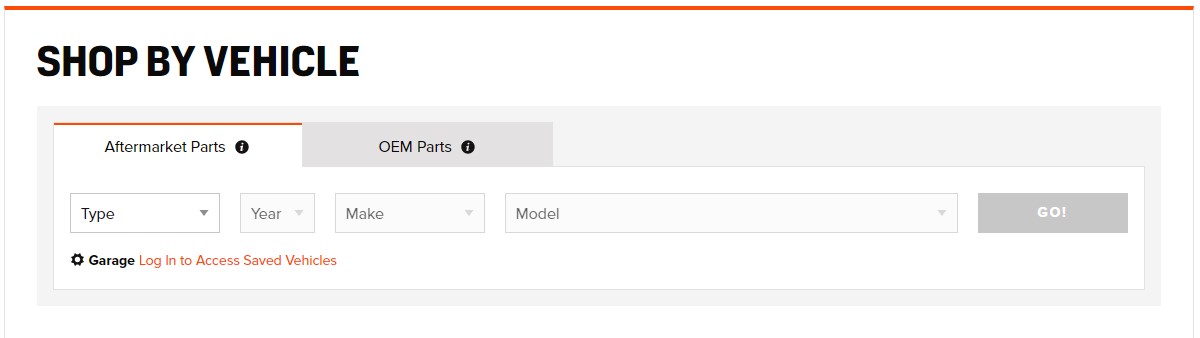 SHOP BY VEHICLE
Aftermarket Parts OEM Parts
Type Year Make Model GO!
Garage Log In to Access Saved Vehicles